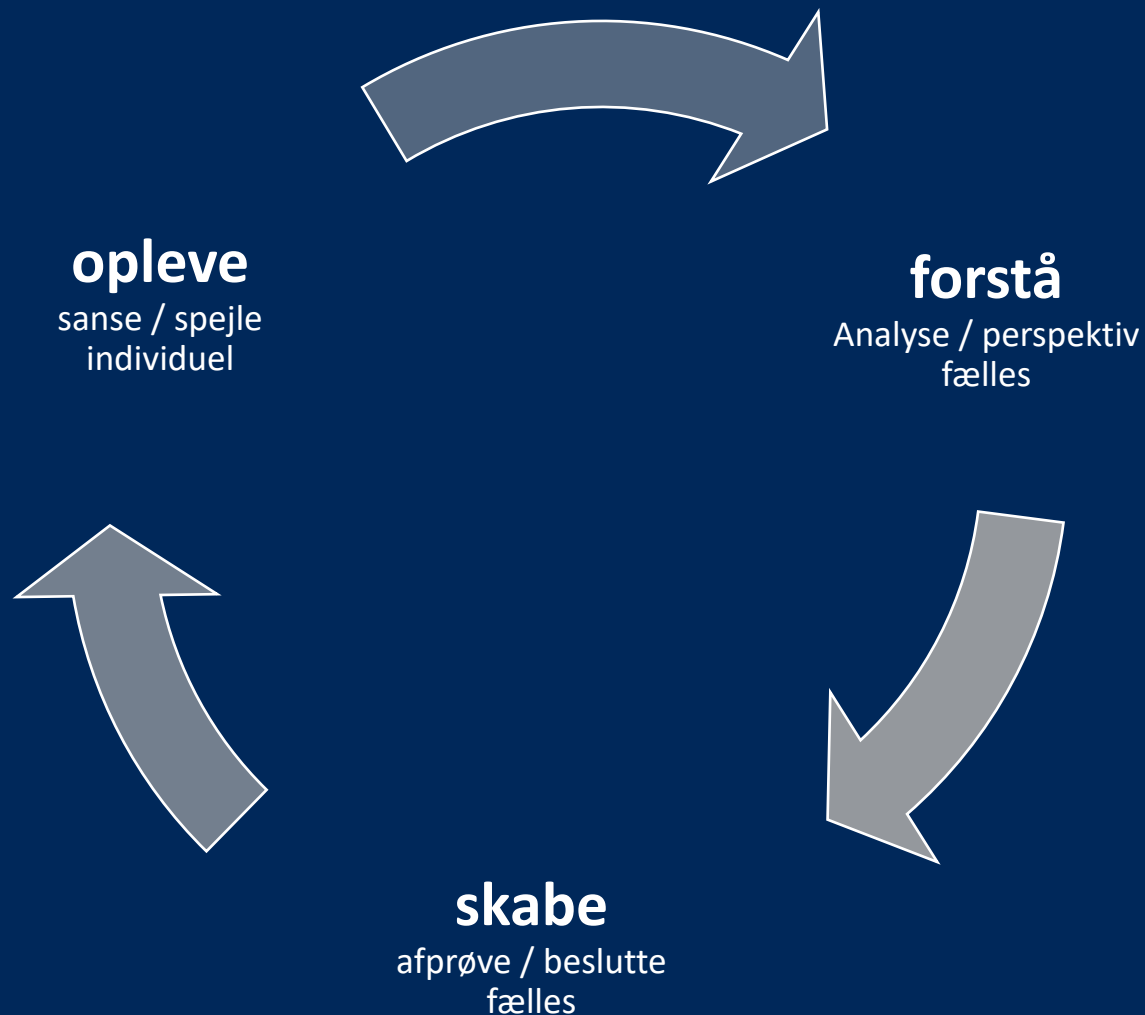 opleve
sanse / spejle
individuel
forstå
Analyse / perspektiv
fælles
skabe
afprøve / beslutte
fælles